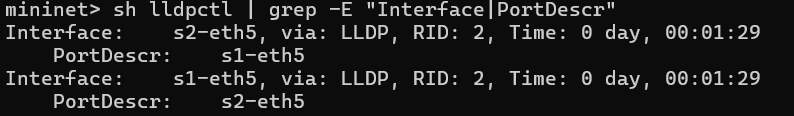 mininet> sh lldpctl | grep -E "Interface|PortDescr"
Interface:    s2-eth5, via: LLDP, RID: 2, Time: 0 day, 00:01:29
    PortDescr:    s1-eth5
Interface:    s1-eth5, via: LLDP, RID: 2, Time: 0 day, 00:01:29
    PortDescr:    s2-eth5